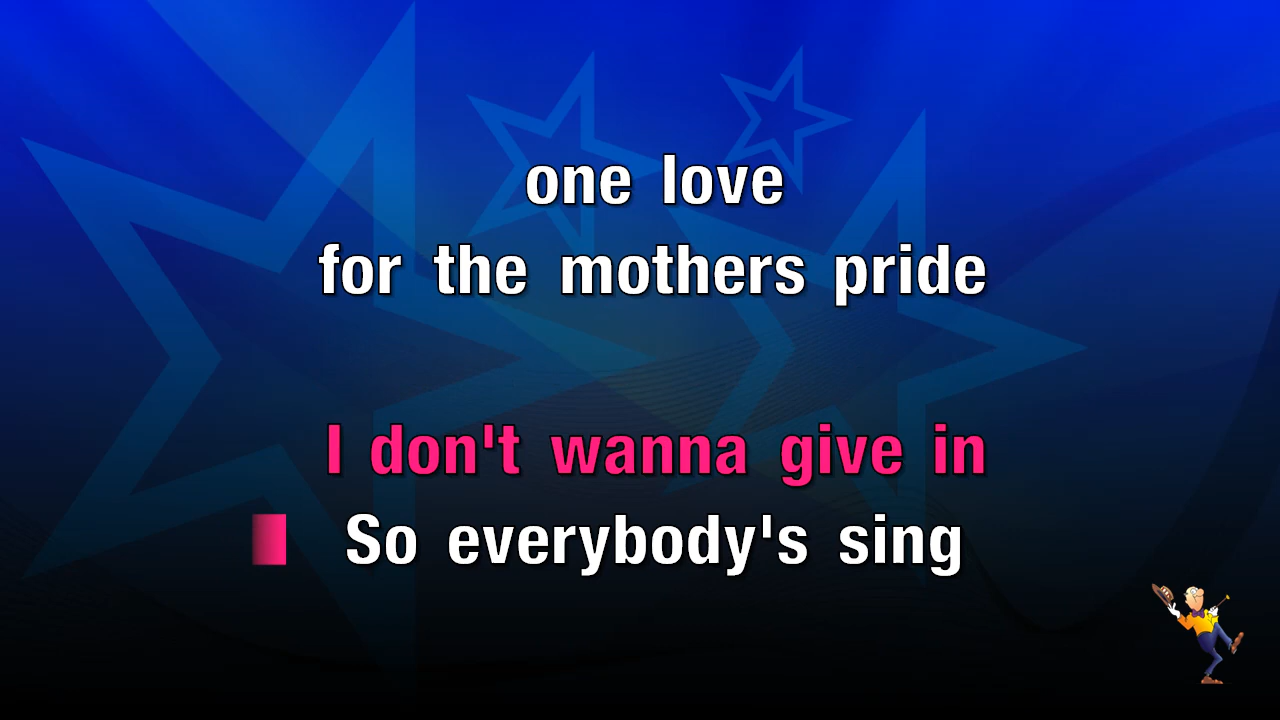 one love
for the mothers pride
I don't wanna give in
So everybody's sing